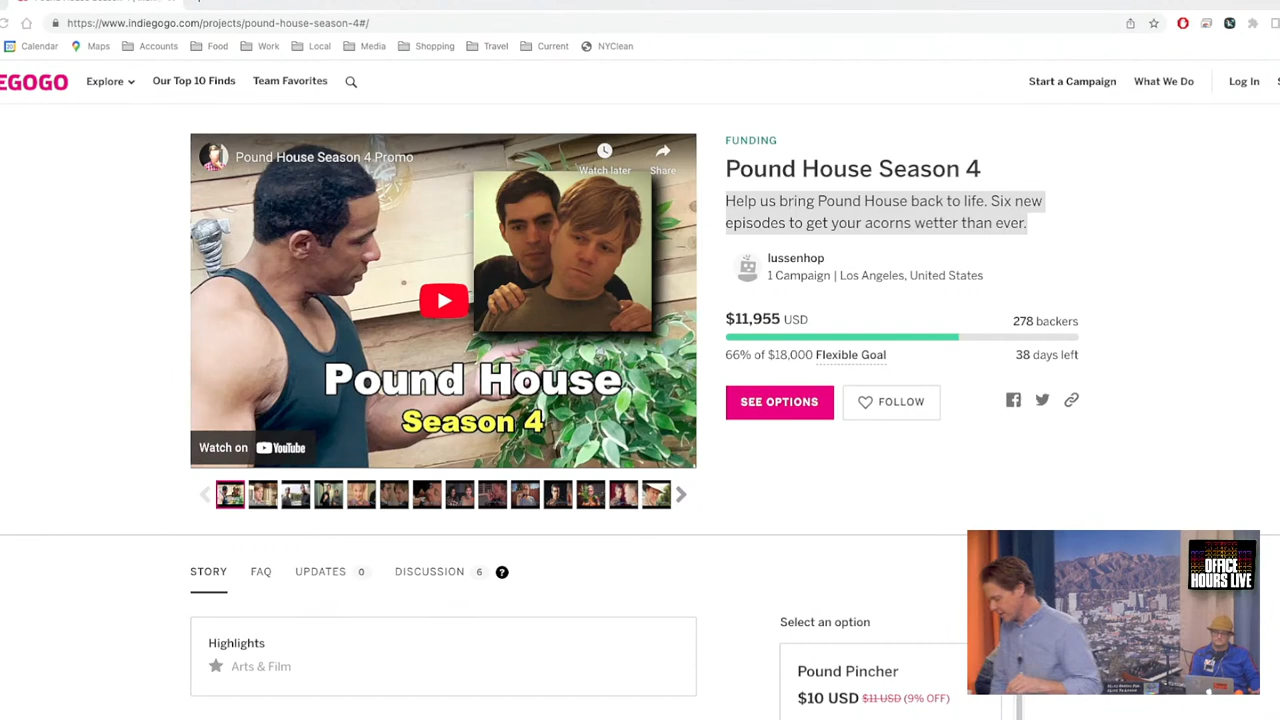 https://www.indiegogo.com/projects/pound-house-season-4#/
Calendar
Maps
Accounts
Food
Work
Local
Media
Shopping
Travel
Current
NYClean
EGOGO
Explore
Our Top 10 Finds
Team Favorites
Start a Campaign
What We Do
Log In
Pound House Season 4 Promo
Watch later
Share
Pound House
Season 4
Watch on YouTube
FUNDING
Pound House Season 4
Help us bring Pound House back to life. Six new
episodes to get your acorns wetter than ever.
lussenhop
1 Campaign | Los Angeles, United States
$11,955 USD
278 backers
66% of $18,000 Flexible Goal
38 days left
SEE OPTIONS
FOLLOW
STORY
FAQ
UPDATES 0
DISCUSSION 6 ?
Highlights
Arts & Film
Select an option
Pound Pincher
$10 USD $11 USD (9% OFF)
OFFICE
HOURS LIVE